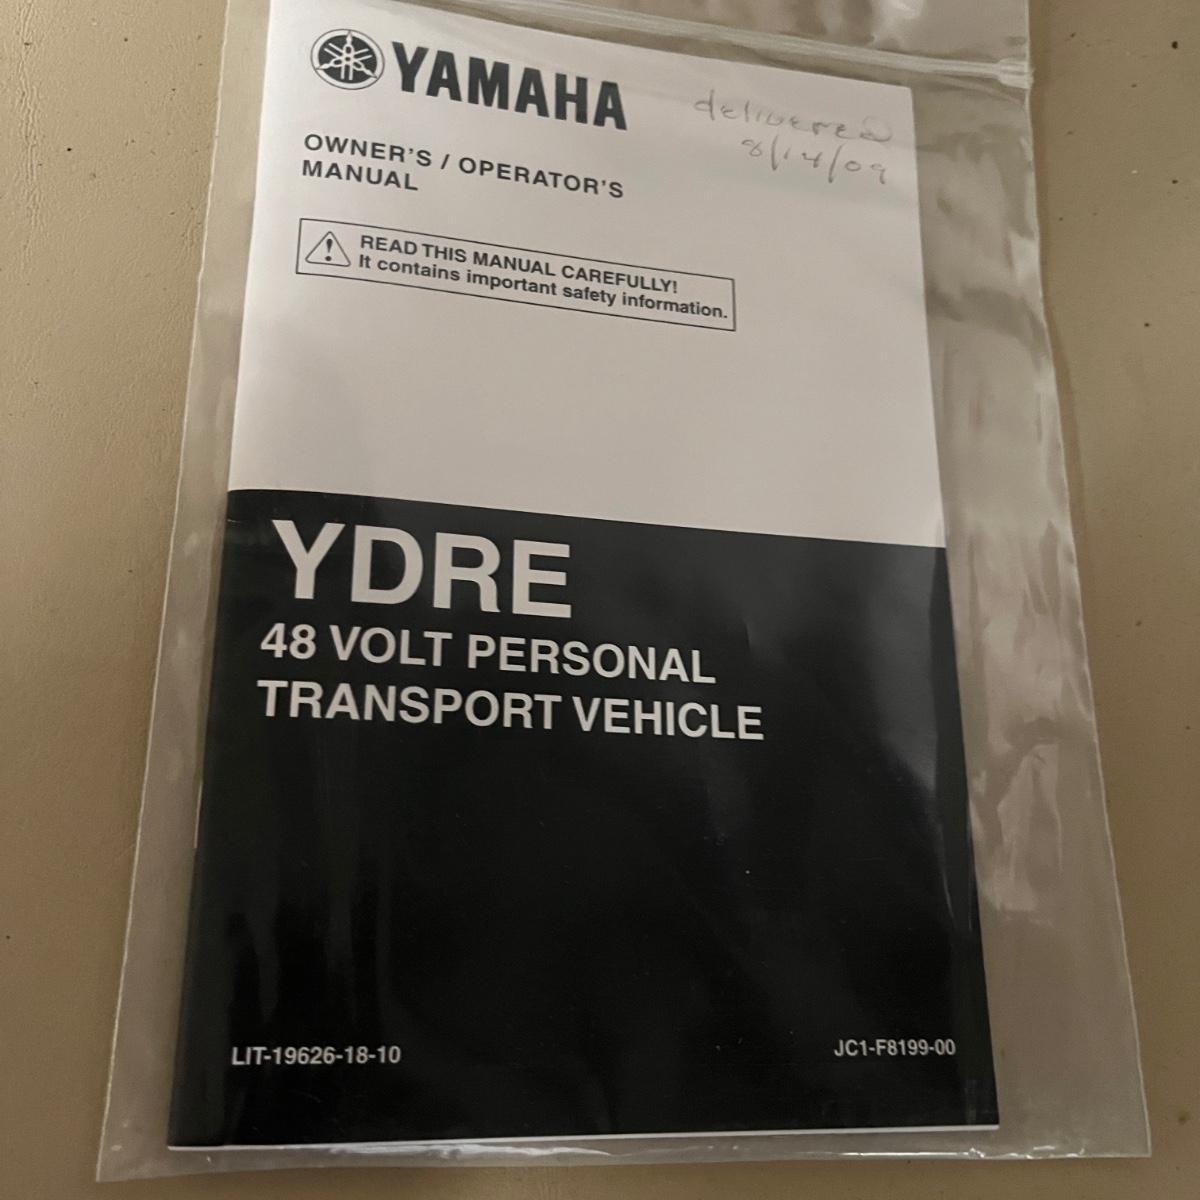 YAMAHA
delivered
8/14/09
OWNER'S / OPERATOR'S
MANUAL
READ THIS MANUAL CAREFULLY!
It contains important safety information.
YDRE
48 VOLT PERSONAL
TRANSPORT VEHICLE
LIT-19626-18-10
JC1-F8199-00